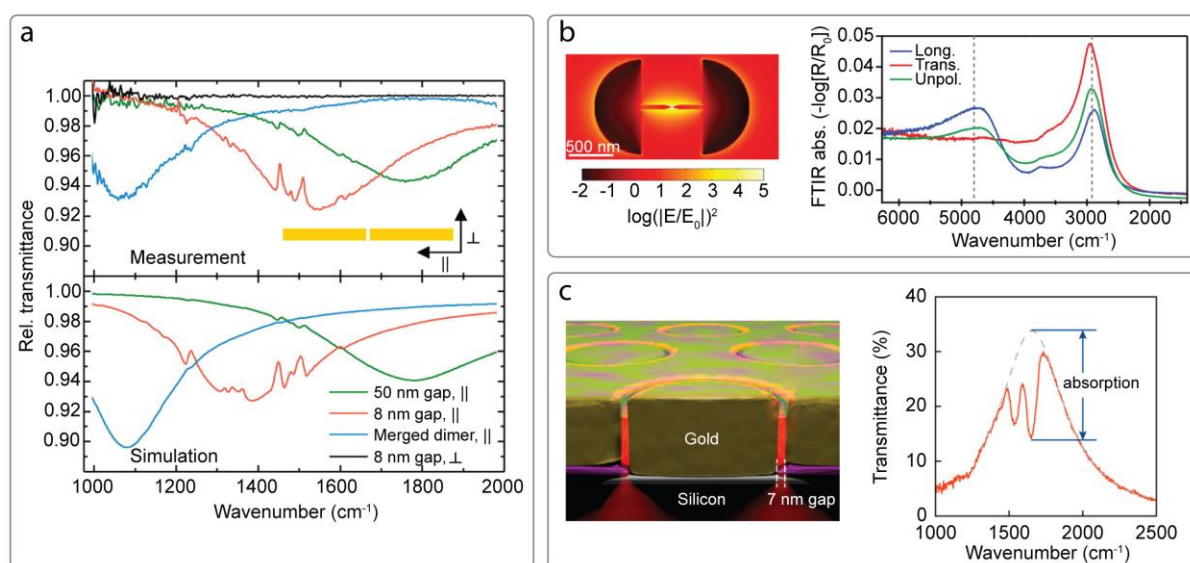 a
Rel. transmittance
1.00
0.98
0.96
0.94
0.92
0.90
Measurement
⊥
||
1.00
0.98
0.96
0.94
0.92
0.90
Simulation
50 nm gap, ||
8 nm gap, ||
Merged dimer, ||
8 nm gap, ⊥
1000 1200 1400 1600 1800 2000
Wavenumber (cm⁻¹)
b
500 nm
-2 -1 0 1 2 3 4 5
log(|E/E₀|)²
FTIR abs. (-log[R/R₀])
0.05
0.04
0.03
0.02
0.01
0.00
Long.
Trans.
Unpol.
6000 5000 4000 3000 2000
Wavenumber (cm⁻¹)
c
Gold
Silicon
7 nm gap
Transmittance (%)
40
30
20
10
0
absorption
1000 1500 2000 2500
Wavenumber (cm⁻¹)